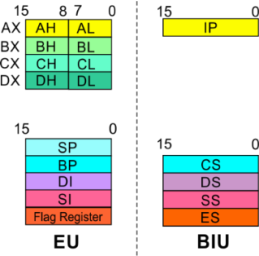 15 8 7 0 15 0
AX AH AL IP
BX BH BL
CX CH CL
DX DH DL
15 0 15 0
SP
BP CS
DI DS
SI SS
Flag Register ES
EU BIU